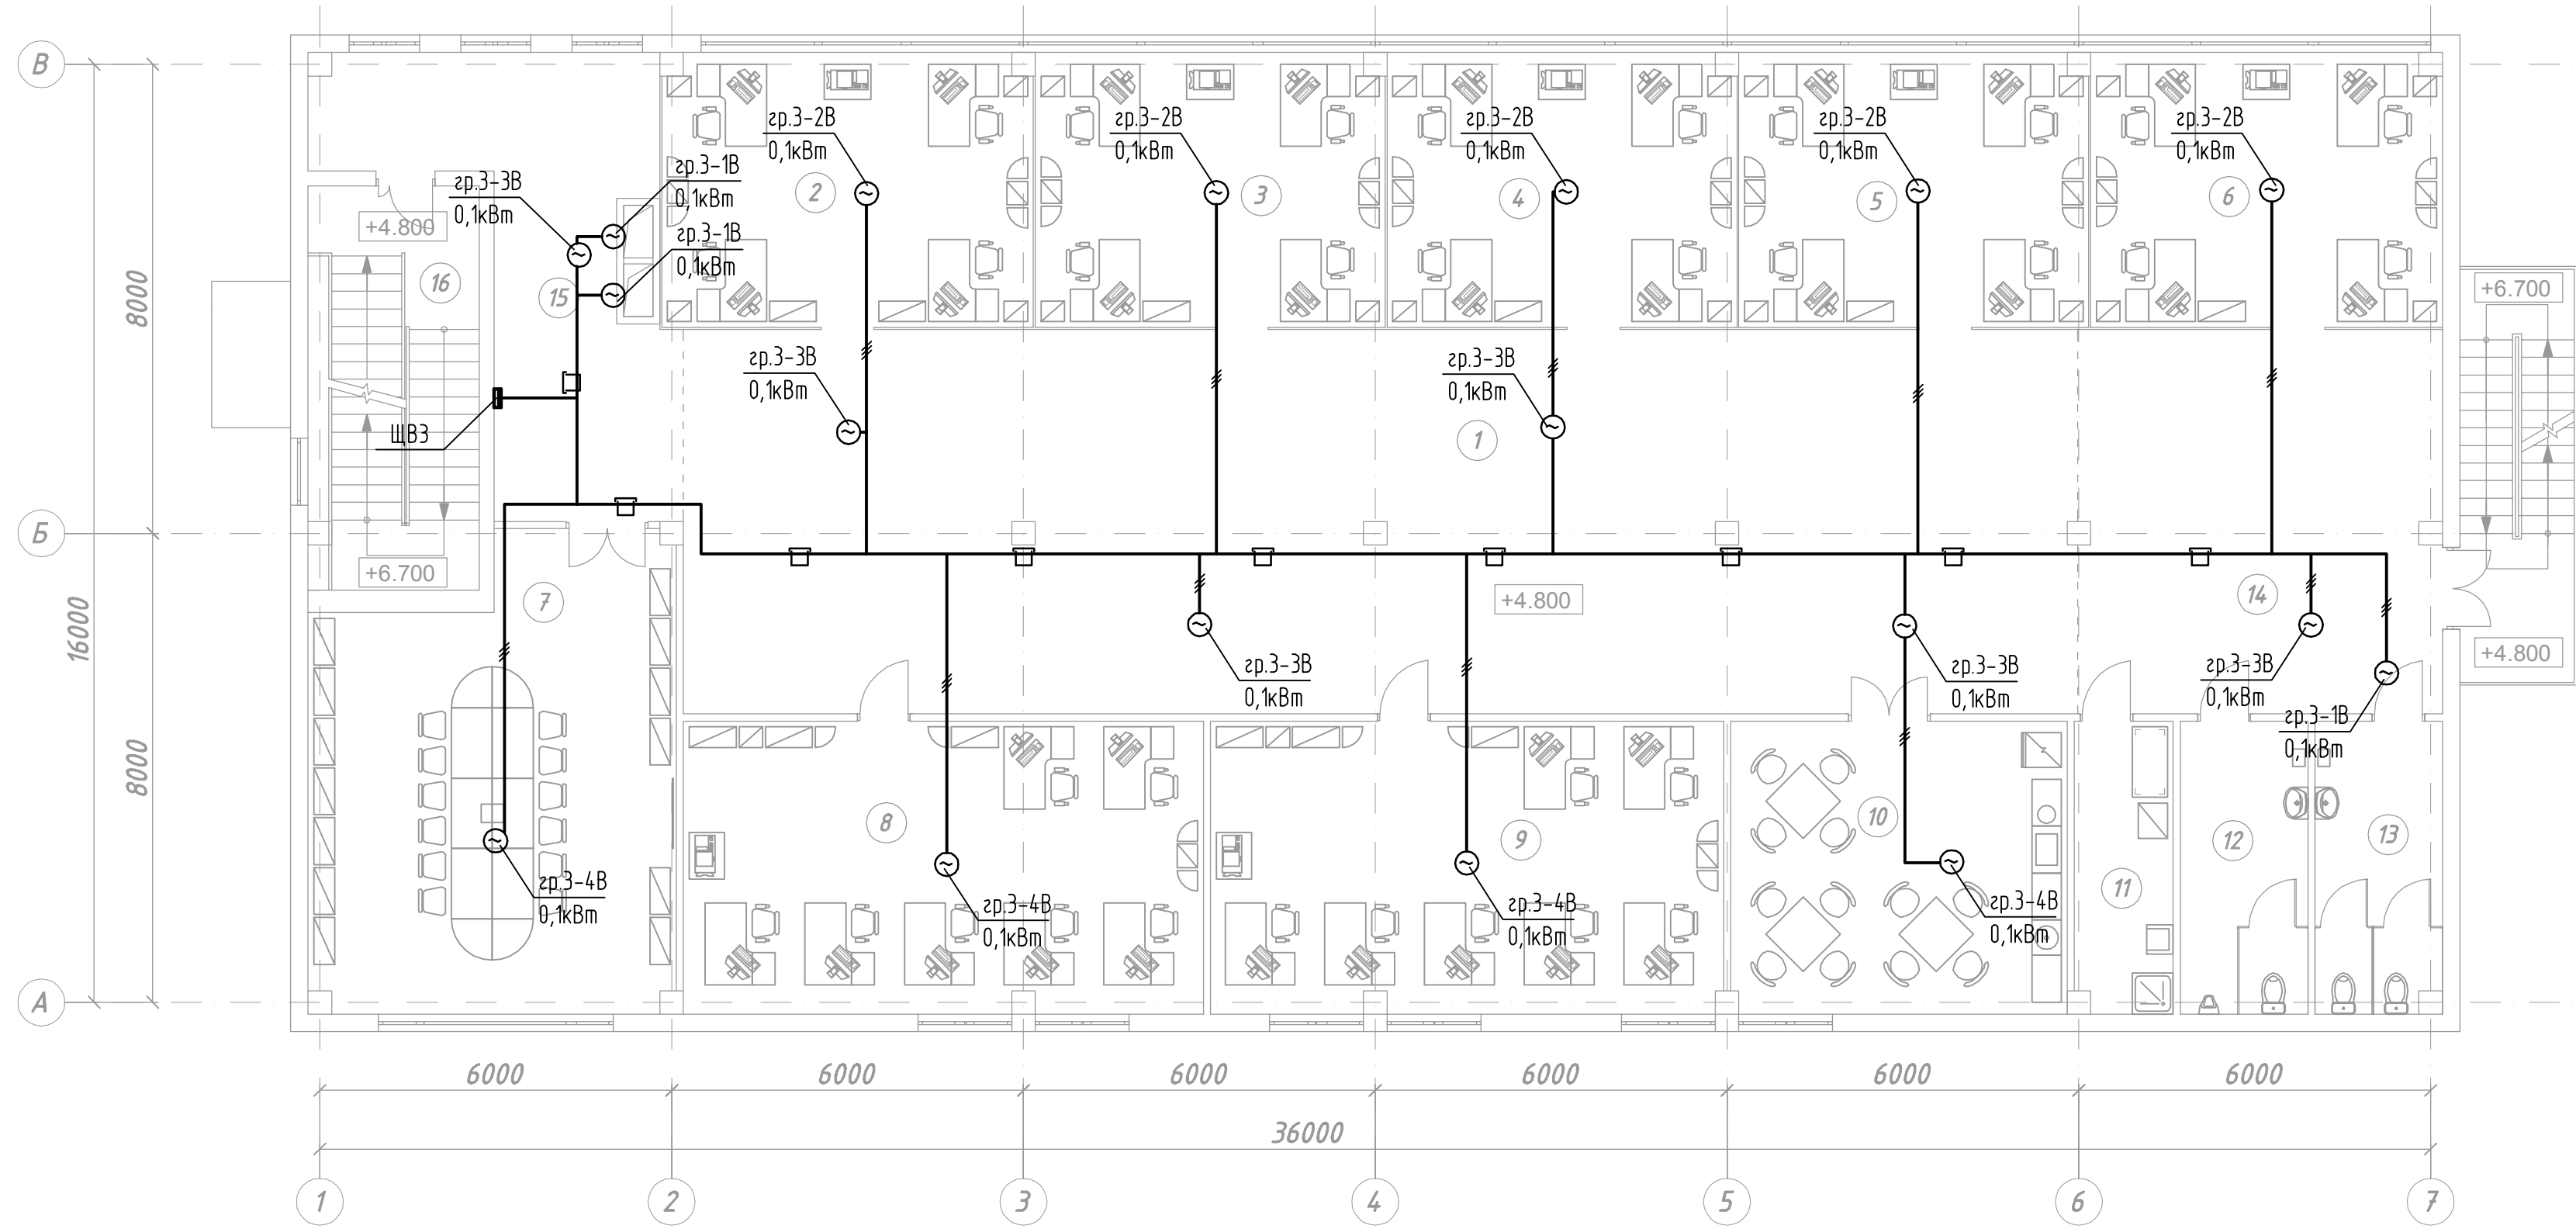 В
гр.3-2В
0,1кВт
гр.3-2В
0,1кВт
гр.3-2В
0,1кВт
гр.3-2В
0,1кВт
гр.3-2В
0,1кВт
гр.3-1В
0,1кВт
гр.3-3В
0,1кВт
2
3
4
5
6
+4.800
гр.3-1В
0,1кВт
16
15
8000
+6.700
гр.3-3В
0,1кВт
гр.3-3В
0,1кВт
ЩВ3
1
Б
+6.700
7
+4.800
14
16000
+4.800
гр.3-3В
0,1кВт
гр.3-3В
0,1кВт
гр.3-3В
0,1кВт
гр.3-1В
0,1кВт
8000
8
9
10
11
12
13
гр.3-4В
0,1кВт
гр.3-4В
0,1кВт
гр.3-4В
0,1кВт
гр.3-4В
0,1кВт
А
6000
6000
6000
6000
6000
6000
36000
1
2
3
4
5
6
7